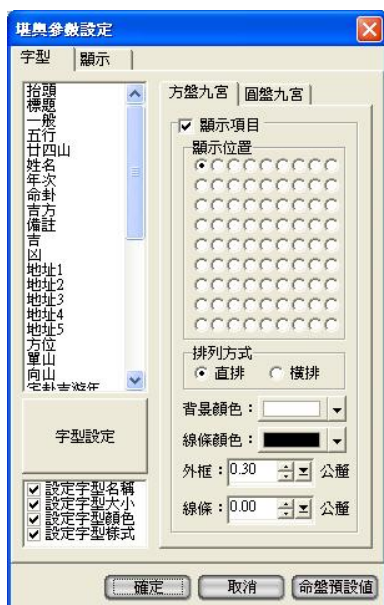 堪輿參數設定
字型
顯示
抬頭
標題
一般
五行
廿四山
姓名
年次
命卦
吉方
備註
吉
凶
地址1
地址2
地址3
地址4
地址5
方位
單山
向山
宅卦吉遊年
字型設定
設定字型名稱
設定字型大小
設定字型顏色
設定字型樣式
方盤九宮
圓盤九宮
顯示項目
顯示位置
排列方式
直排
橫排
背景顏色：
線條顏色：
外框：0.30 公釐
線條：0.00 公釐
確定
取消
命盤預設值